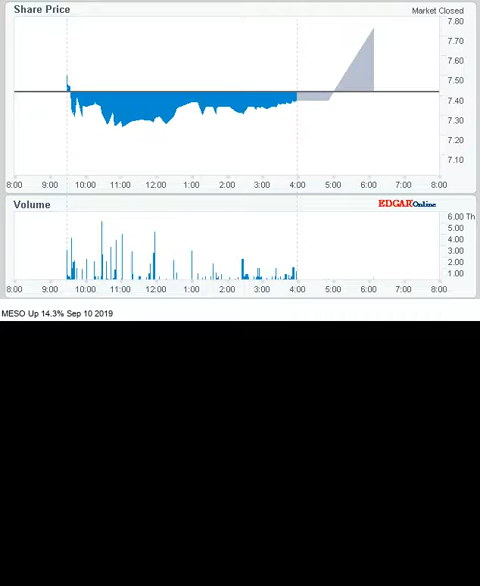 Share Price
Market Closed
7.80
7.70
7.60
7.50
7.40
7.30
7.20
7.10
8:00 9:00 10:00 11:00 12:00 1:00 2:00 3:00 4:00 5:00 6:00 7:00 8:00
Volume
EDGAR Online
6.00 Th
5.00
4.00
3.00
2.00
1.00
8:00 9:00 10:00 11:00 12:00 1:00 2:00 3:00 4:00 5:00 6:00 7:00 8:00
MESO Up 14.3% Sep 10 2019